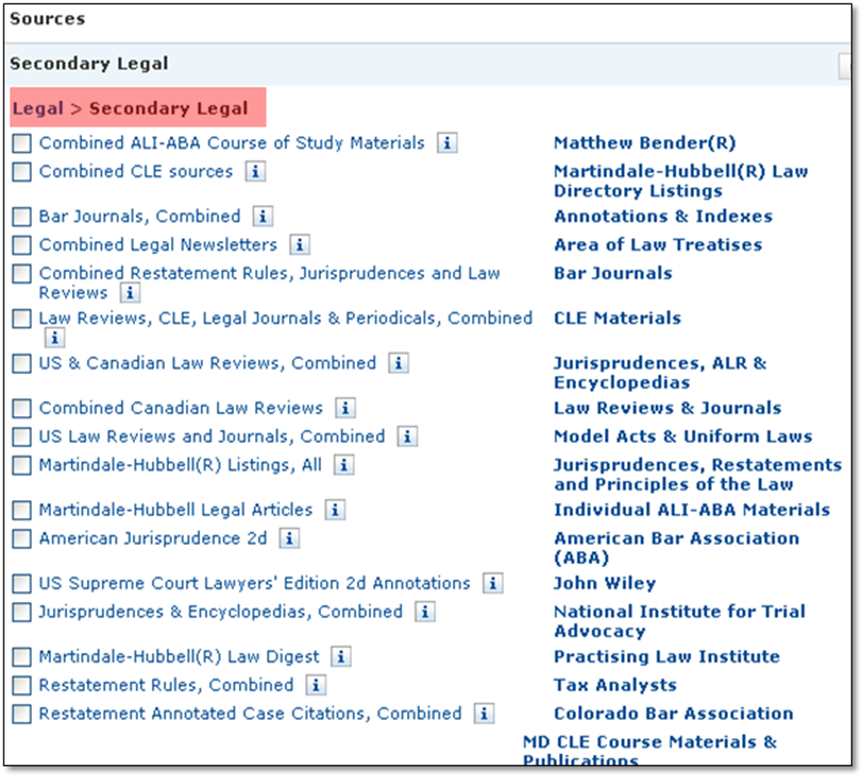 Sources
Secondary Legal
Legal > Secondary Legal
Combined ALI-ABA Course of Study Materials i
Combined CLE sources i
Bar Journals, Combined i
Combined Legal Newsletters i
Combined Restatement Rules, Jurisprudences and Law
Reviews i
Law Reviews, CLE, Legal Journals & Periodicals, Combined
i
US & Canadian Law Reviews, Combined i
Combined Canadian Law Reviews i
US Law Reviews and Journals, Combined i
Martindale-Hubbell(R) Listings, All i
Martindale-Hubbell Legal Articles i
American Jurisprudence 2d i
US Supreme Court Lawyers' Edition 2d Annotations i
Jurisprudences & Encyclopedias, Combined i
Martindale-Hubbell(R) Law Digest i
Restatement Rules, Combined i
Restatement Annotated Case Citations, Combined i
Matthew Bender(R)
Martindale-Hubbell(R) Law
Directory Listings
Annotations & Indexes
Area of Law Treatises
Bar Journals
CLE Materials
Jurisprudences, ALR &
Encyclopedias
Law Reviews & Journals
Model Acts & Uniform Laws
Jurisprudences, Restatements
and Principles of the Law
Individual ALI-ABA Materials
American Bar Association
(ABA)
John Wiley
National Institute for Trial
Advocacy
Practising Law Institute
Tax Analysts
Colorado Bar Association
MD CLE Course Materials &
Publications